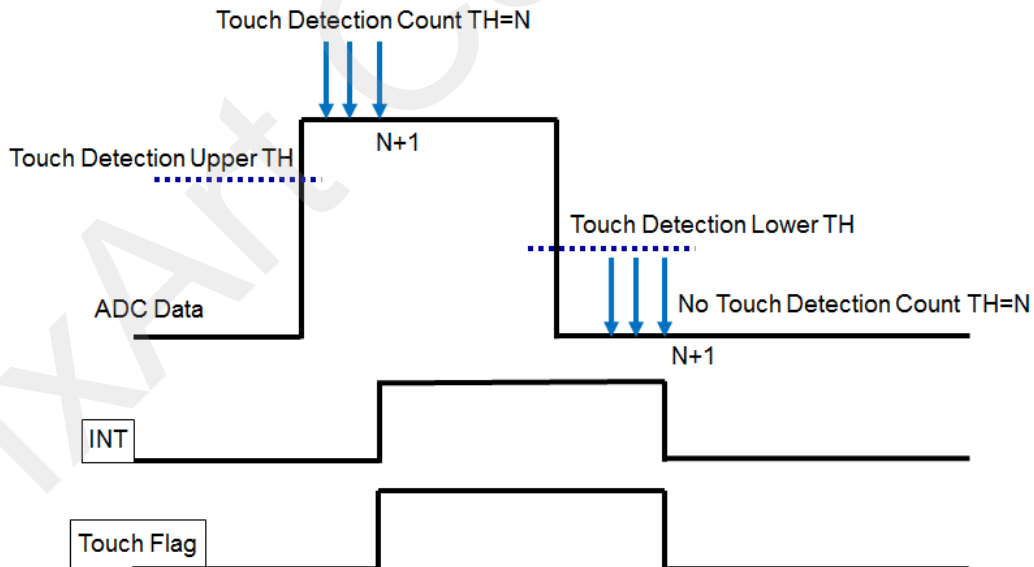 Touch Detection Count TH=N
N+1
Touch Detection Upper TH
Touch Detection Lower TH
ADC Data
No Touch Detection Count TH=N
N+1
INT
Touch Flag